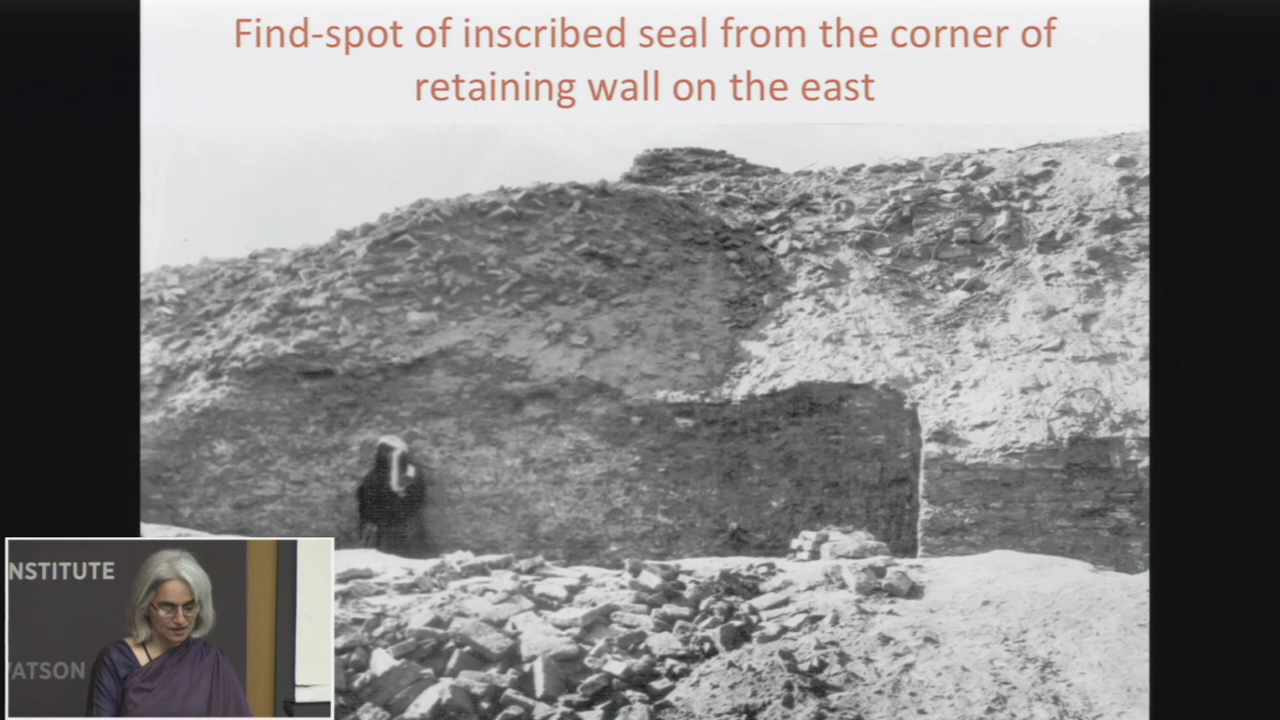 Find-spot of inscribed seal from the corner of
retaining wall on the east
NSTITUTE
ATSON